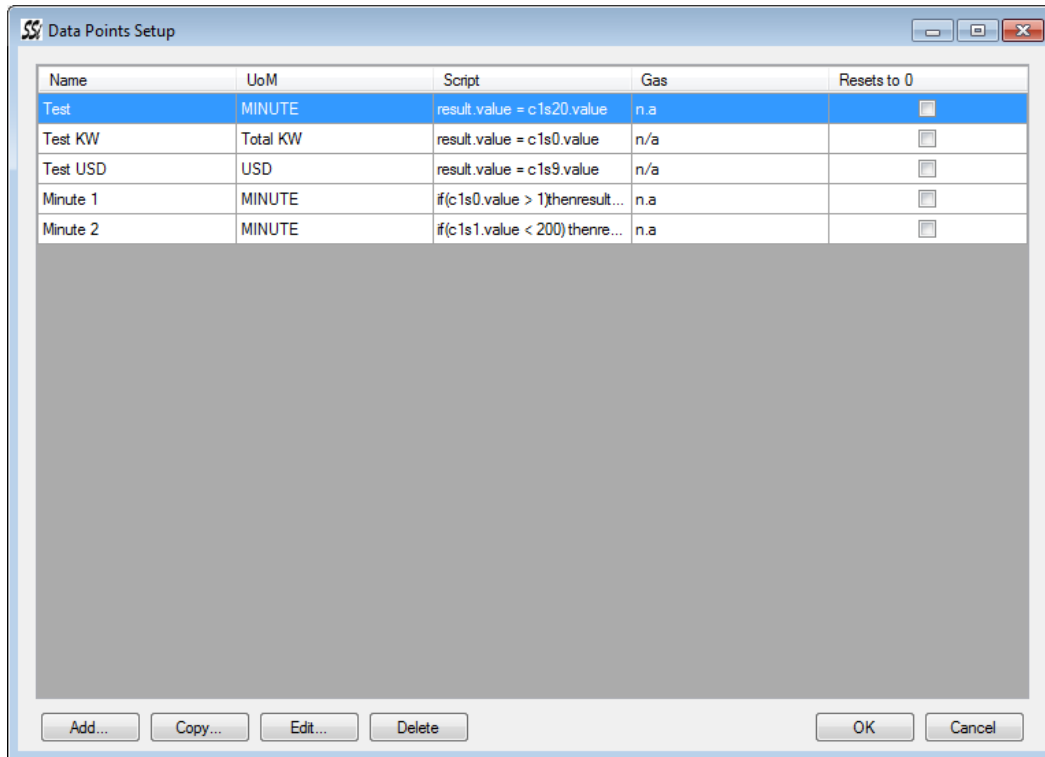 SSi Data Points Setup
Name UoM Script Gas Resets to 0
Test MINUTE result.value = c1s20.value n.a
Test KW Total KW result.value = c1s0.value n/a
Test USD USD result.value = c1s9.value n/a
Minute 1 MINUTE if(c1s0.value > 1)thenresult... n.a
Minute 2 MINUTE if(c1s1.value < 200) thenre... n.a
Add... Copy... Edit... Delete OK Cancel